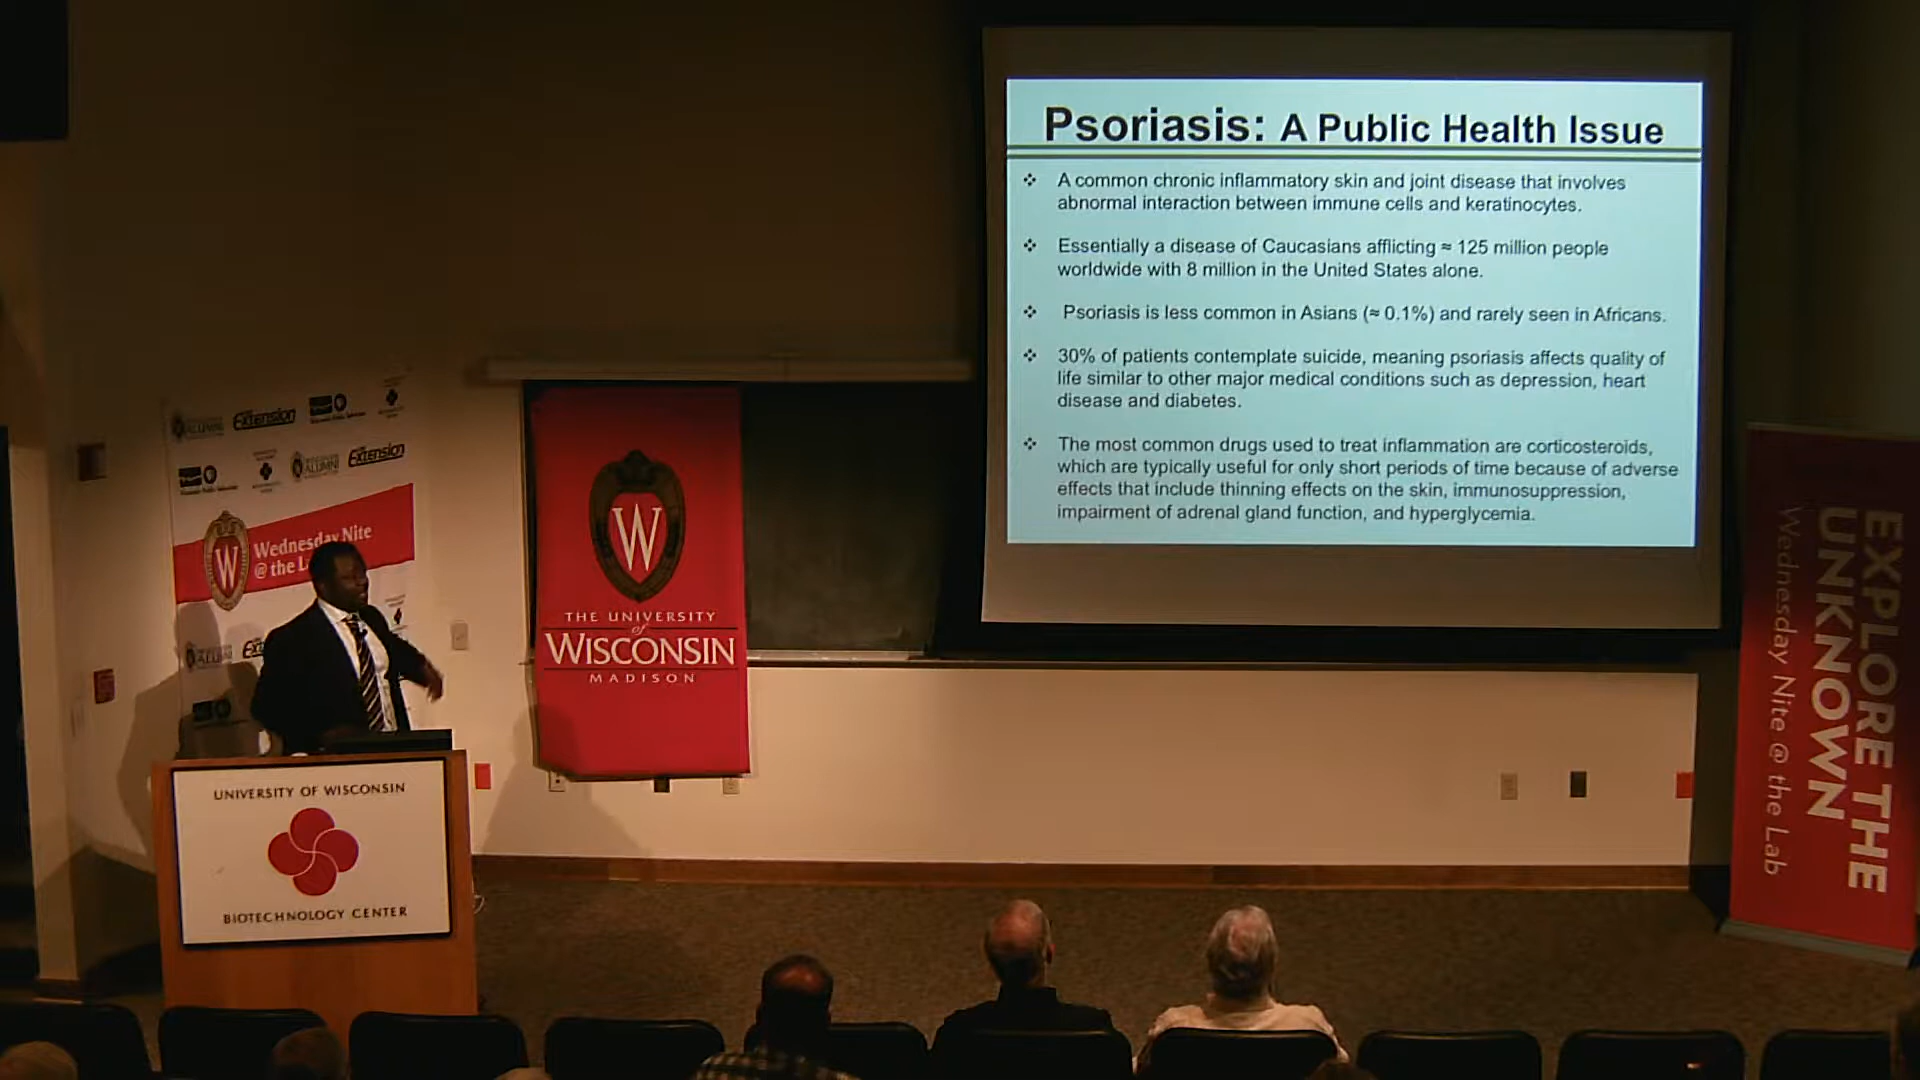 Psoriasis: A Public Health Issue
❖ A common chronic inflammatory skin and joint disease that involves
abnormal interaction between immune cells and keratinocytes.
❖ Essentially a disease of Caucasians afflicting ≈ 125 million people
worldwide with 8 million in the United States alone.
❖ Psoriasis is less common in Asians (≈ 0.1%) and rarely seen in Africans.
❖ 30% of patients contemplate suicide, meaning psoriasis affects quality of
life similar to other major medical conditions such as depression, heart
disease and diabetes.
❖ The most common drugs used to treat inflammation are corticosteroids,
which are typically useful for only short periods of time because of adverse
effects that include thinning effects on the skin, immunosuppression,
impairment of adrenal gland function, and hyperglycemia.
ALUMNI
Extension
ALUMNI
Extension
W
Wednesday Nite
@ the L
ALUMNI
Ext
W
THE UNIVERSITY
of
WISCONSIN
MADISON
UNIVERSITY OF WISCONSIN
BIOTECHNOLOGY CENTER
EXPLORE THE
UNKNOWN
Wednesday Nite @ the Lab